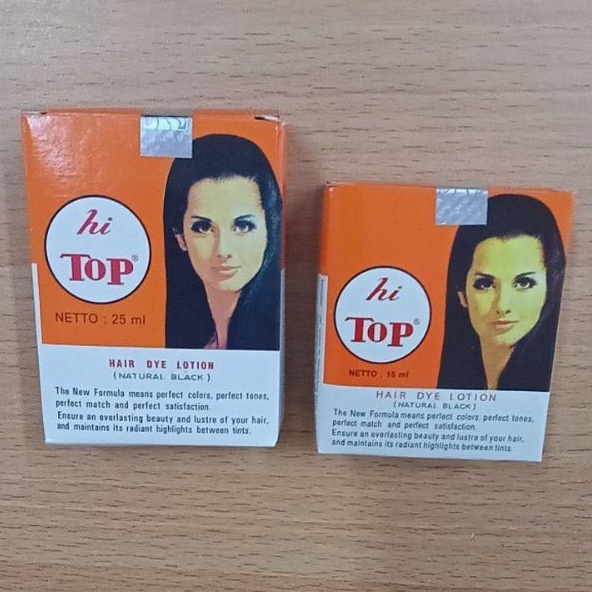 hi
TOP®
NETTO : 25 ml
HAIR DYE LOTION
(NATURAL BLACK)
The New Formula means perfect colors, perfect tones,
perfect match and perfect satisfaction.
Ensure an everlasting beauty and lustre of your hair,
and maintains its radiant highlights between tints.
hi
TOP®
NETTO : 15 ml
HAIR DYE LOTION
(NATURAL BLACK)
The New Formula means perfect colors, perfect tones,
perfect match and perfect satisfaction.
Ensure an everlasting beauty and lustre of your hair,
and maintains its radiant highlights between tints.